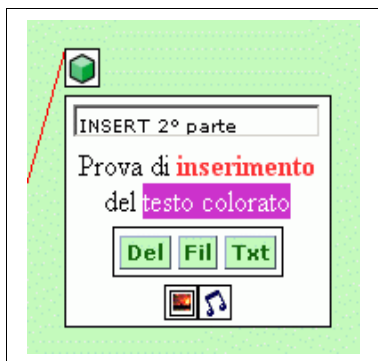 INSERT 2° parte
Prova di inserimento
del testo colorato
Del Fil Txt